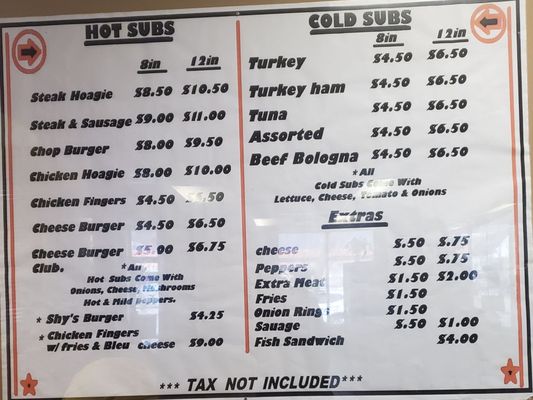 HOT SUBS
8in 12in
Steak Hoagie $8.50 $10.50
Steak & Sausage $9.00 $11.00
Chop Burger $8.00 $9.50
Chicken Hoagie $8.00 $10.00
Chicken Fingers $4.50 .50
Cheese Burger $4.50 $6.50
Cheese Burger $5.00 $6.75
Club.
*All
Hot Subs Come With
Onions, Cheese, Mushrooms
Hot & Mild peppers.
* Shy's Burger $4.25
* Chicken Fingers
w/ fries & Bleu cheese $9.00
COLD SUBS
8in 12in
Turkey $4.50 $6.50
Turkey ham $4.50 $6.50
Tuna $4.50 $6.50
Assorted $4.50 $6.50
Beef Bologna $4.50 $6.50
*All
Cold Subs Come With
Lettuce, Cheese, Tomato & Onions
Extras
cheese $.50 $.75
Peppers $.50 $.75
Extra Meat $1.50 $2.00
Fries $1.50
Onion Rings $1.50
Sauage $.50 $1.00
Fish Sandwich $4.00
*** TAX NOT INCLUDED***